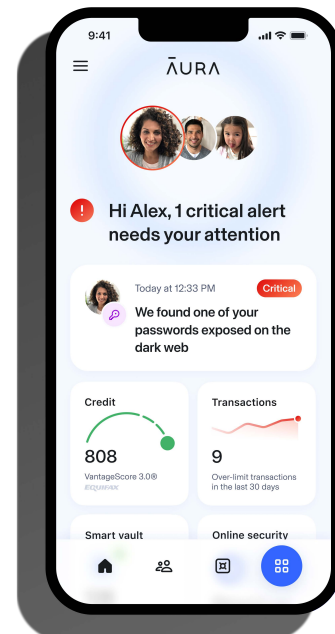 9:41
ĀURA
!
Hi Alex, 1 critical alert
needs your attention
Today at 12:33 PM
Critical
We found one of your
passwords exposed on the
dark web
Credit
808
VantageScore 3.0®
EQUIFAX
Transactions
9
Over-limit transactions
in the last 30 days
Smart vault
Online security